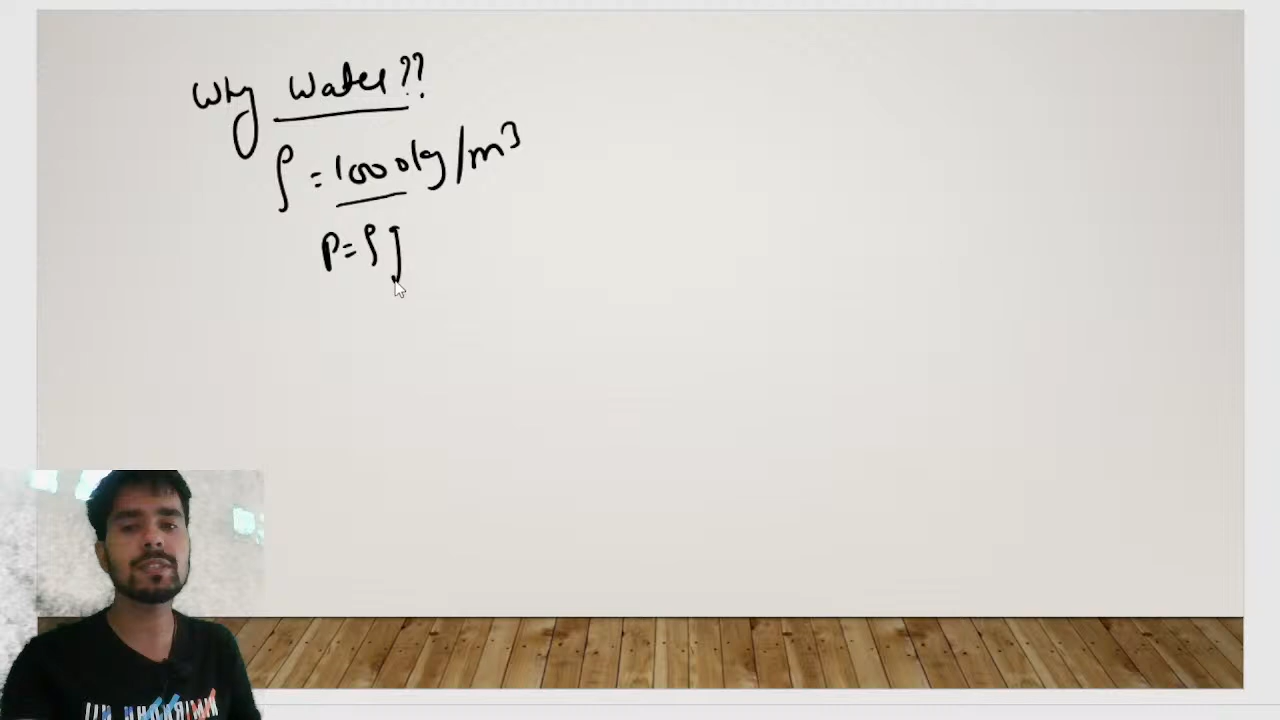 Why Water??
ρ = 1000kg/m³
P=ρg